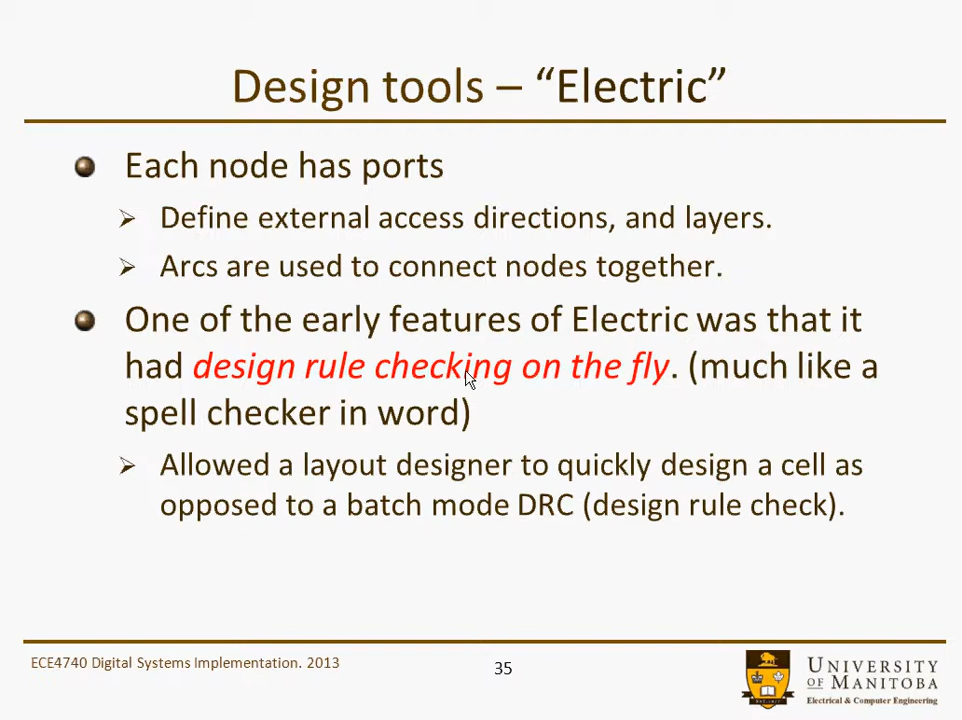 Design tools – “Electric”
Each node has ports
Define external access directions, and layers.
Arcs are used to connect nodes together.
One of the early features of Electric was that it
had design rule checking on the fly. (much like a
spell checker in word)
Allowed a layout designer to quickly design a cell as
opposed to a batch mode DRC (design rule check).
ECE4740 Digital Systems Implementation. 2013
35
UNIVERSITY
OF MANITOBA
Electrical & Computer Engineering